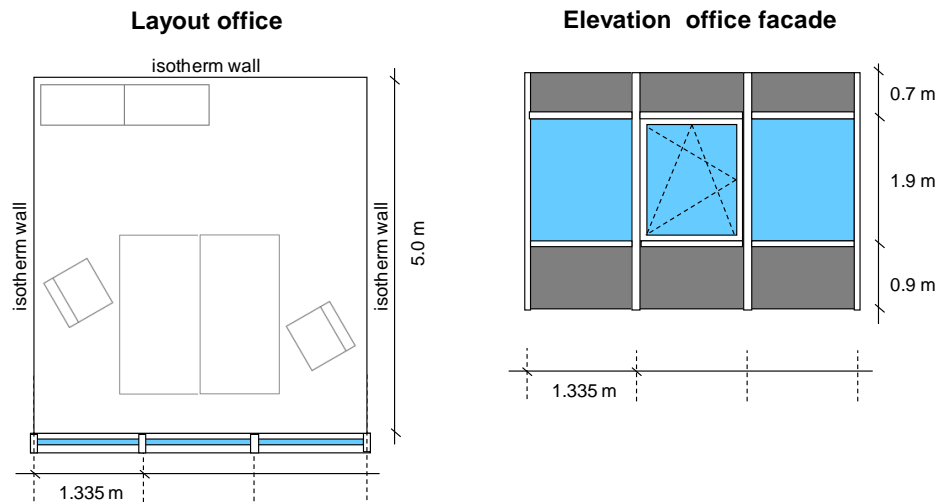 Layout office
isotherm wall
isotherm wall
isotherm wall
5.0 m
1.335 m
Elevation  office facade
0.7 m
1.9 m
0.9 m
1.335 m